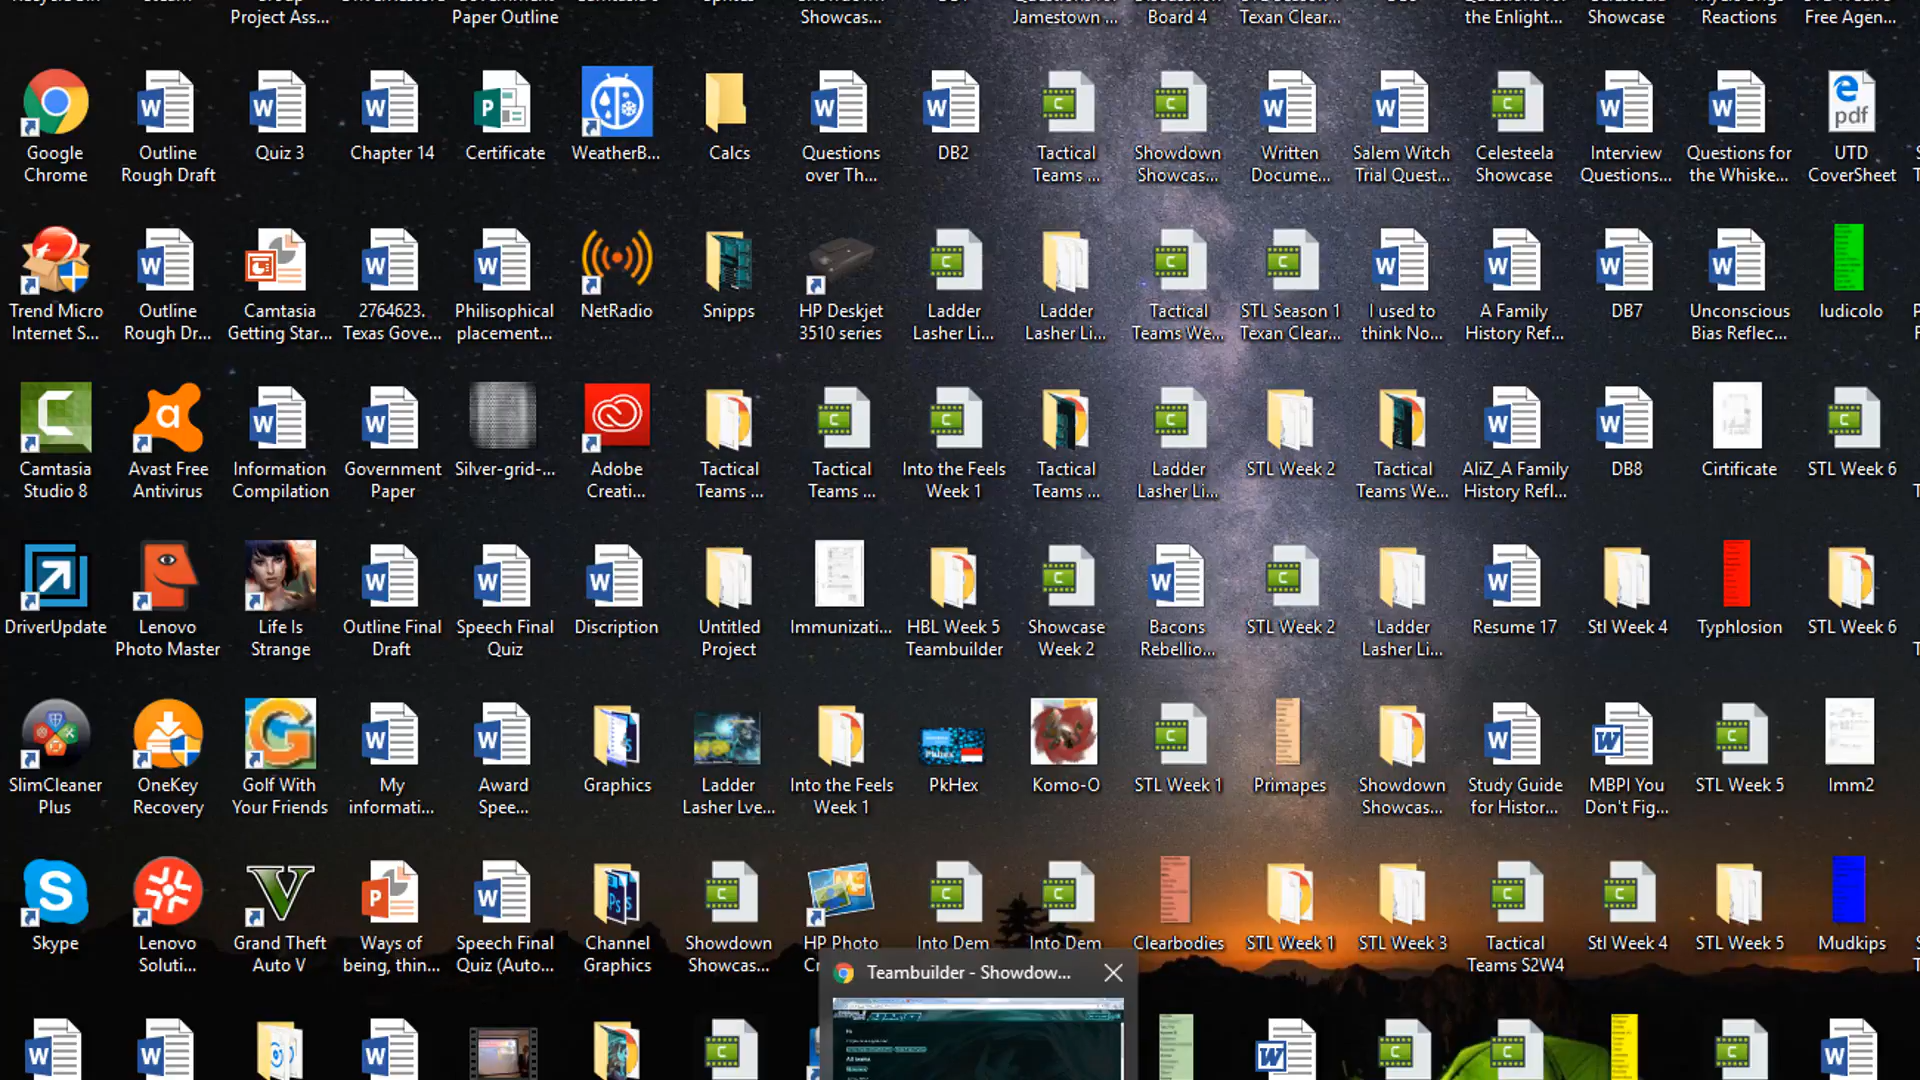 Group
Project Ass...
Government
Paper Outline
Showdown
Showcas...
Questions for
Jamestown ...
Discussion
Board 4
STL Season 1
Texan Clear...
Questions for
the Enlight...
Celesteela
Showcase
Reactions
Free Agen...
Google
Chrome
Outline
Rough Draft
Quiz 3
Chapter 14
Certificate
WeatherB...
Calcs
Questions
over Th...
DB2
Tactical
Teams ...
Showdown
Showcas...
Written
Docume...
Salem Witch
Trial Quest...
Celesteela
Showcase
Interview
Questions...
Questions for
the Whiske...
pdf
UTD
CoverSheet
Trend Micro
Internet S...
Outline
Rough Dr...
Camtasia
Getting Star...
2764623.
Texas Gove...
Philisophical
placement...
NetRadio
Snipps
HP Deskjet
3510 series
Ladder
Lasher Li...
Ladder
Lasher Li...
Tactical
Teams We...
STL Season 1
Texan Clear...
I used to
think No...
A Family
History Ref...
DB7
Unconscious
Bias Reflec...
ludicolo
Camtasia
Studio 8
Avast Free
Antivirus
Information
Compilation
Government
Paper
Silver-grid-...
Adobe
Creati...
Tactical
Teams ...
Tactical
Teams ...
Into the Feels
Week 1
Tactical
Teams ...
Ladder
Lasher Li...
STL Week 2
Tactical
Teams We...
AliZ_A Family
History Refl...
DB8
Cirtificate
STL Week 6
DriverUpdate
Lenovo
Photo Master
Life Is
Strange
Outline Final
Draft
Speech Final
Quiz
Discription
Untitled
Project
Immunizati...
HBL Week 5
Teambuilder
Showcase
Week 2
Bacons
Rebellio...
STL Week 2
Ladder
Lasher Li...
Resume 17
Stl Week 4
Typhlosion
STL Week 6
SlimCleaner
Plus
OneKey
Recovery
Golf With
Your Friends
My
informati...
Award
Spee...
Graphics
Ladder
Lasher Lve...
Into the Feels
Week 1
PkHex
Komo-O
STL Week 1
Primapes
Showdown
Showcas...
Study Guide
for Histor...
MBPI You
Don't Fig...
STL Week 5
Imm2
Skype
Lenovo
Soluti...
Grand Theft
Auto V
Ways of
being, thin...
Speech Final
Quiz (Auto...
Channel
Graphics
Showdown
Showcas...
HP Photo
Into Dem
Into Dem
Clearbodies
STL Week 1
STL Week 3
Tactical
Teams S2W4
Stl Week 4
STL Week 5
Mudkips
Teambuilder - Showdow...